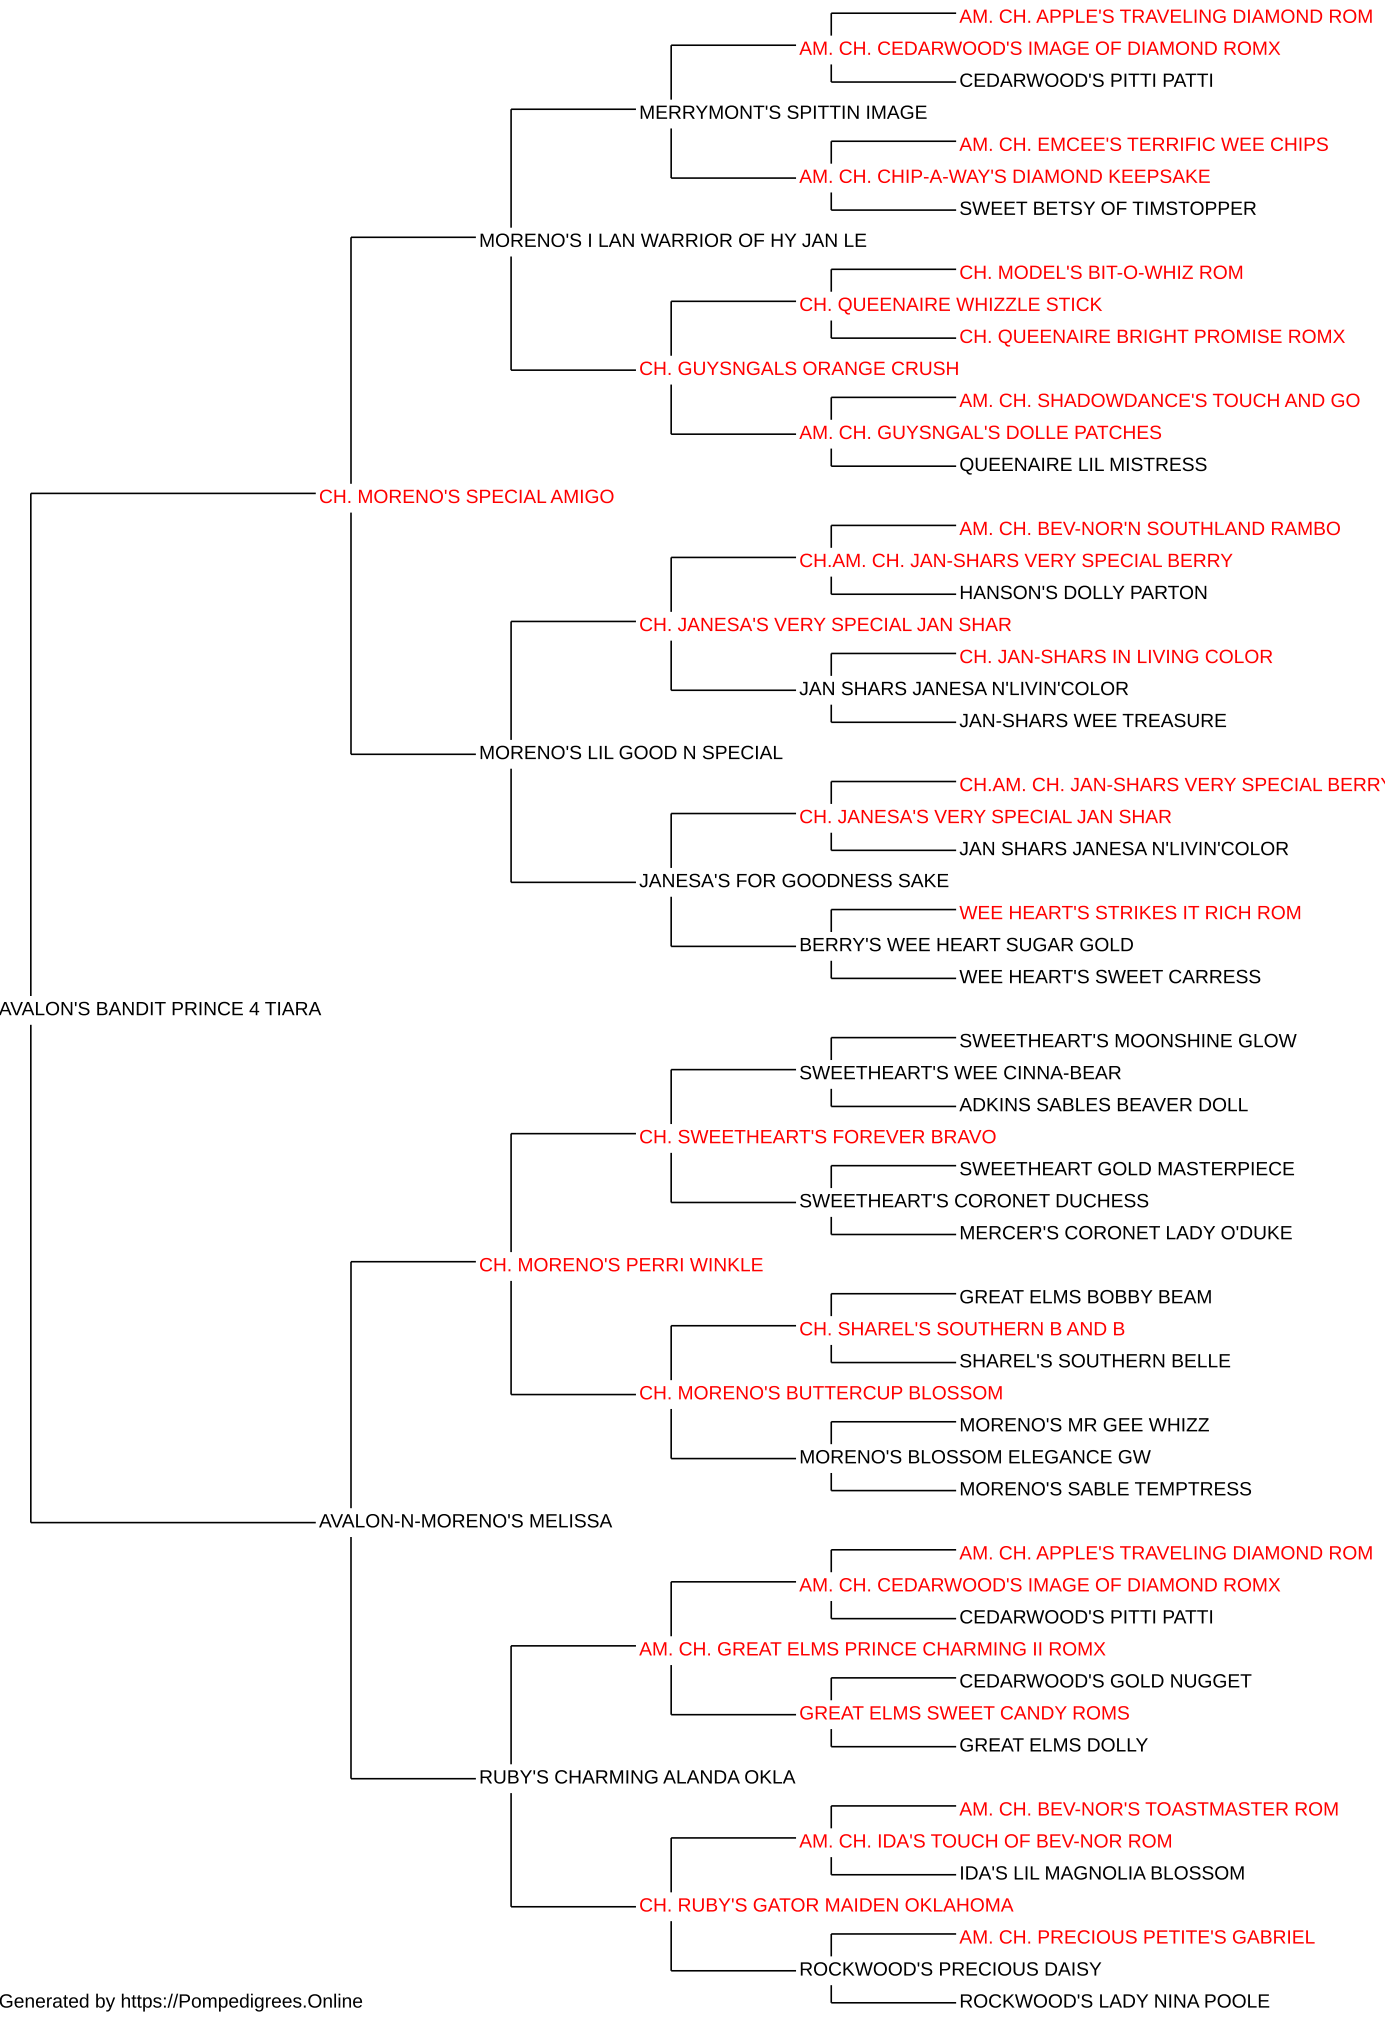 AM. CH. APPLE'S TRAVELING DIAMOND ROM
AM. CH. CEDARWOOD'S IMAGE OF DIAMOND ROMX
CEDARWOOD'S PITTI PATTI
MERRYMONT'S SPITTIN IMAGE
AM. CH. EMCEE'S TERRIFIC WEE CHIPS
AM. CH. CHIP-A-WAY'S DIAMOND KEEPSAKE
SWEET BETSY OF TIMSTOPPER
MORENO'S I LAN WARRIOR OF HY JAN LE
CH. MODEL'S BIT-O-WHIZ ROM
CH. QUEENAIRE WHIZZLE STICK
CH. QUEENAIRE BRIGHT PROMISE ROMX
CH. GUYSNGALS ORANGE CRUSH
AM. CH. SHADOWDANCE'S TOUCH AND GO
AM. CH. GUYSNGAL'S DOLLE PATCHES
QUEENAIRE LIL MISTRESS
CH. MORENO'S SPECIAL AMIGO
AM. CH. BEV-NOR'N SOUTHLAND RAMBO
CH.AM. CH. JAN-SHARS VERY SPECIAL BERRY
HANSON'S DOLLY PARTON
CH. JANESA'S VERY SPECIAL JAN SHAR
CH. JAN-SHARS IN LIVING COLOR
JAN SHARS JANESA N'LIVIN'COLOR
JAN-SHARS WEE TREASURE
MORENO'S LIL GOOD N SPECIAL
CH.AM. CH. JAN-SHARS VERY SPECIAL BERRY
CH. JANESA'S VERY SPECIAL JAN SHAR
JAN SHARS JANESA N'LIVIN'COLOR
JANESA'S FOR GOODNESS SAKE
WEE HEART'S STRIKES IT RICH ROM
BERRY'S WEE HEART SUGAR GOLD
WEE HEART'S SWEET CARRESS
AVALON'S BANDIT PRINCE 4 TIARA
SWEETHEART'S MOONSHINE GLOW
SWEETHEART'S WEE CINNA-BEAR
ADKINS SABLES BEAVER DOLL
CH. SWEETHEART'S FOREVER BRAVO
SWEETHEART GOLD MASTERPIECE
SWEETHEART'S CORONET DUCHESS
MERCER'S CORONET LADY O'DUKE
CH. MORENO'S PERRI WINKLE
GREAT ELMS BOBBY BEAM
CH. SHAREL'S SOUTHERN B AND B
SHAREL'S SOUTHERN BELLE
CH. MORENO'S BUTTERCUP BLOSSOM
MORENO'S MR GEE WHIZZ
MORENO'S BLOSSOM ELEGANCE GW
MORENO'S SABLE TEMPTRESS
AVALON-N-MORENO'S MELISSA
AM. CH. APPLE'S TRAVELING DIAMOND ROM
AM. CH. CEDARWOOD'S IMAGE OF DIAMOND ROMX
CEDARWOOD'S PITTI PATTI
AM. CH. GREAT ELMS PRINCE CHARMING II ROMX
CEDARWOOD'S GOLD NUGGET
GREAT ELMS SWEET CANDY ROMS
GREAT ELMS DOLLY
RUBY'S CHARMING ALANDA OKLA
AM. CH. BEV-NOR'S TOASTMASTER ROM
AM. CH. IDA'S TOUCH OF BEV-NOR ROM
IDA'S LIL MAGNOLIA BLOSSOM
CH. RUBY'S GATOR MAIDEN OKLAHOMA
AM. CH. PRECIOUS PETITE'S GABRIEL
ROCKWOOD'S PRECIOUS DAISY
ROCKWOOD'S LADY NINA POOLE
Generated by https://Pompedigrees.Online